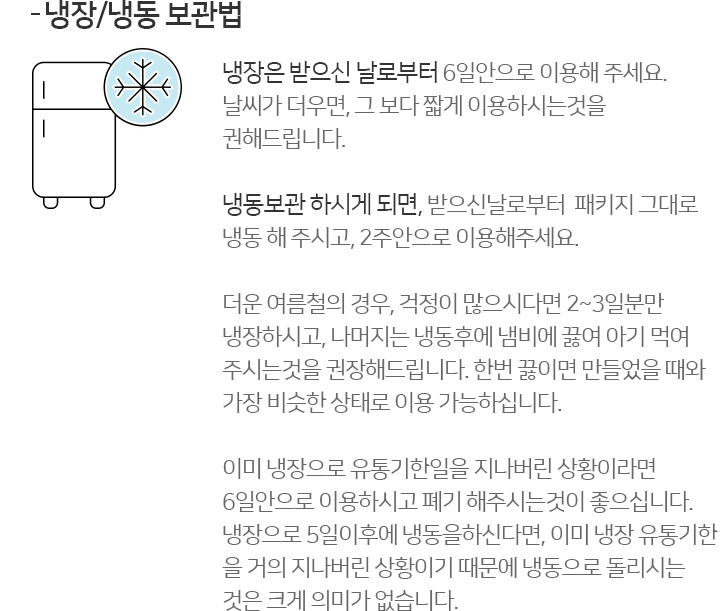 - 냉장/냉동 보관법
냉장은 받으신 날로부터 6일안으로 이용해 주세요.
날씨가 더우면, 그 보다 짧게 이용하시는것을
권해드립니다.
냉동보관 하시게 되면, 받으신날로부터 패키지 그대로
냉동 해 주시고, 2주안으로 이용해주세요.
더운 여름철의 경우, 걱정이 많으시다면 2~3일분만
냉장하시고, 나머지는 냉동후에 냄비에 끓여 아기 먹여
주시는것을 권장해드립니다. 한번 끓이면 만들었을 때와
가장 비슷한 상태로 이용 가능하십니다.
이미 냉장으로 유통기한일을 지나버린 상황이라면
6일안으로 이용하시고 폐기 해주시는것이 좋으십니다.
냉장으로 5일이후에 냉동을하신다면, 이미 냉장 유통기한
을 거의 지나버린 상황이기 때문에 냉동으로 돌리시는
것은 크게 의미가 없습니다.